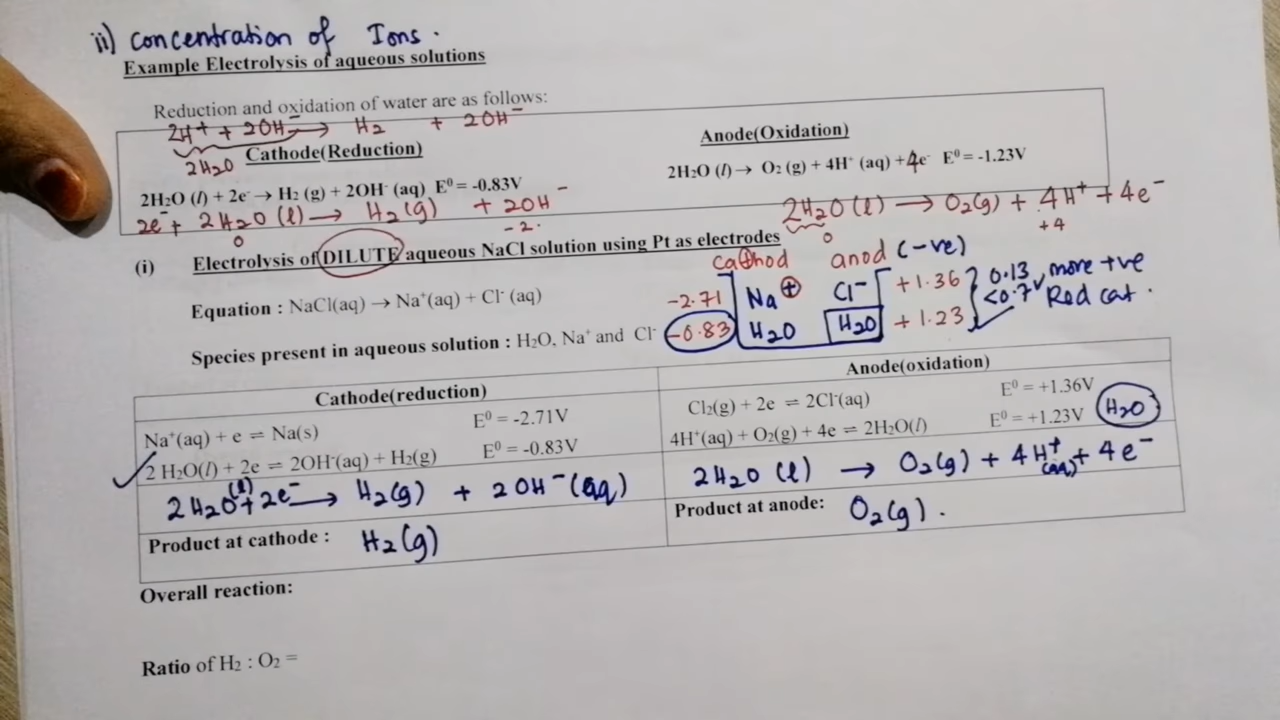 ii) concentration of Ions.
Example Electrolysis of aqueous solutions
Reduction and oxidation of water are as follows:
2H⁺ + 2OH⁻ → H₂ + 2OH⁻
2H₂O
Cathode(Reduction)
2H₂O (l) + 2e⁻ → H₂ (g) + 2OH⁻ (aq) E⁰ = -0.83V
2e⁻ + 2H₂O (l) → H₂(g) + 2OH⁻
0 -2.
Anode(Oxidation)
2H₂O (l) → O₂ (g) + 4H⁺ (aq) +4e⁻ E⁰ = -1.23V
2H₂O (l) → O₂(g) + 4H⁺ + 4e⁻
0 +4
(i) Electrolysis of DILUTE aqueous NaCl solution using Pt as electrodes
Equation : NaCl(aq) → Na⁺(aq) + Cl⁻ (aq)
Species present in aqueous solution : H₂O, Na⁺ and Cl⁻
cathod anod (-ve)
-2.71 Na⁺ Cl⁻ +1.36
-0.83 H₂O H₂O +1.23
0.13 more +ve
<0.7 Red cat.
Cathode(reduction)
Na⁺(aq) + e ⇌ Na(s) E⁰ = -2.71V
2 H₂O(l) + 2e ⇌ 2OH⁻(aq) + H₂(g) E⁰ = -0.83V
2H₂O(l) + 2e⁻ → H₂(g) + 2OH⁻(aq)
Product at cathode : H₂(g)
Anode(oxidation)
Cl₂(g) + 2e ⇌ 2Cl⁻(aq) E⁰ = +1.36V
4H⁺(aq) + O₂(g) + 4e ⇌ 2H₂O(l) E⁰ = +1.23V H₂O
2H₂O (l) → O₂(g) + 4H⁺(aq) + 4e⁻
Product at anode: O₂(g).
Overall reaction:
Ratio of H₂ : O₂ =